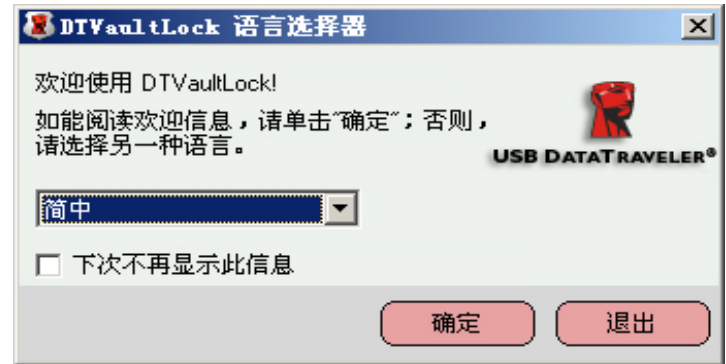 DTVaultLock 语言选择器
欢迎使用 DTVaultLock!
如能阅读欢迎信息，请单击"确定"；否则，
请选择另一种语言。
USB DATATRAVELER®
简中
下次不再显示此信息
确定
退出